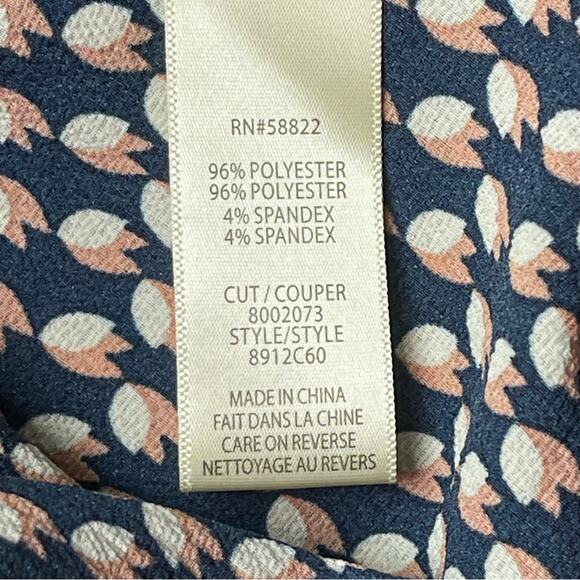 RN#58822
96% POLYESTER
96% POLYESTER
4% SPANDEX
4% SPANDEX
CUT / COUPER
8002073
STYLE/STYLE
8912C60
MADE IN CHINA
FAIT DANS LA CHINE
CARE ON REVERSE
NETTOYAGE AU REVERS